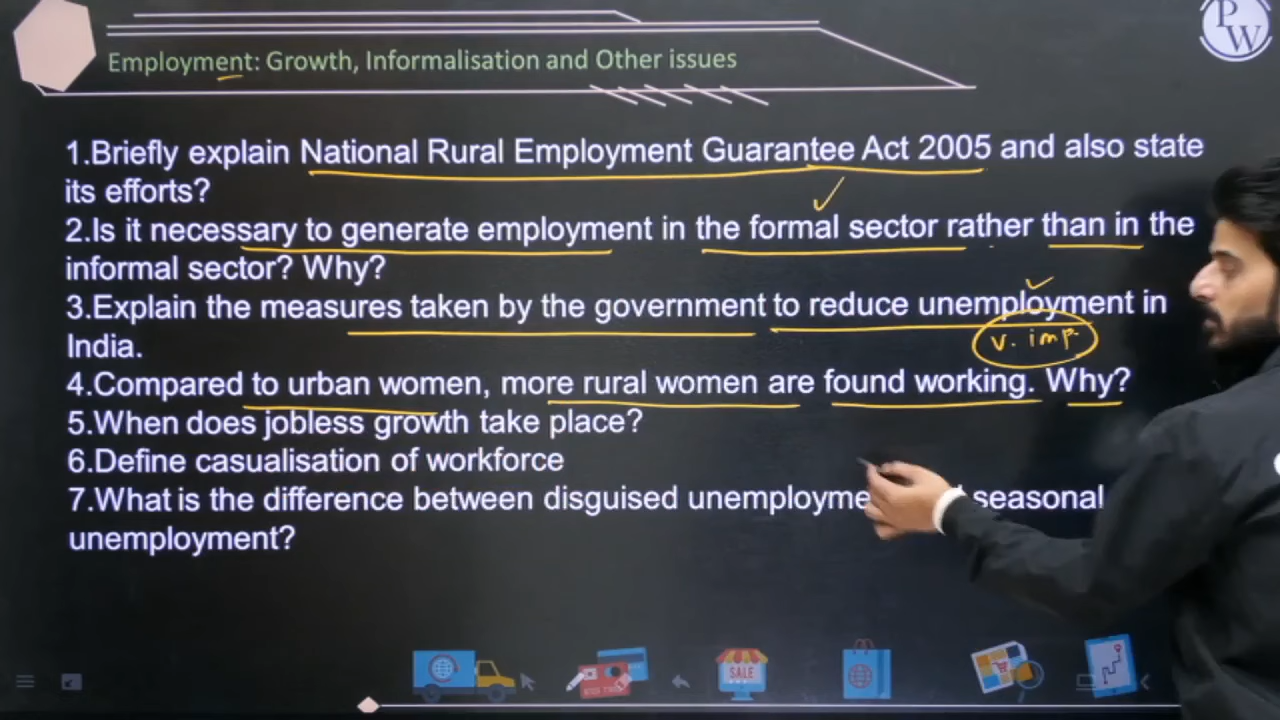 PW
Employment: Growth, Informalisation and Other issues
1.Briefly explain National Rural Employment Guarantee Act 2005 and also state
its efforts?
2.Is it necessary to generate employment in the formal sector rather than in the
informal sector? Why?
3.Explain the measures taken by the government to reduce unemployment in
India.
v. imp.
4.Compared to urban women, more rural women are found working. Why?
5.When does jobless growth take place?
6.Define casualisation of workforce
7.What is the difference between disguised unemployme seasonal
unemployment?
SALE